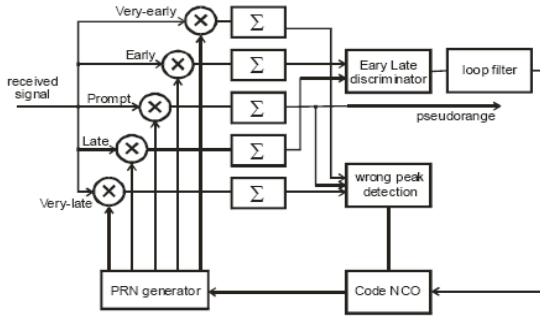 Very-early
Σ
Early
Σ
Eary Late
discriminator
loop filter
received
signal
Prompt
Σ
pseudorange
Late
Σ
Very-late
Σ
wrong peak
detection
PRN generator
Code NCO